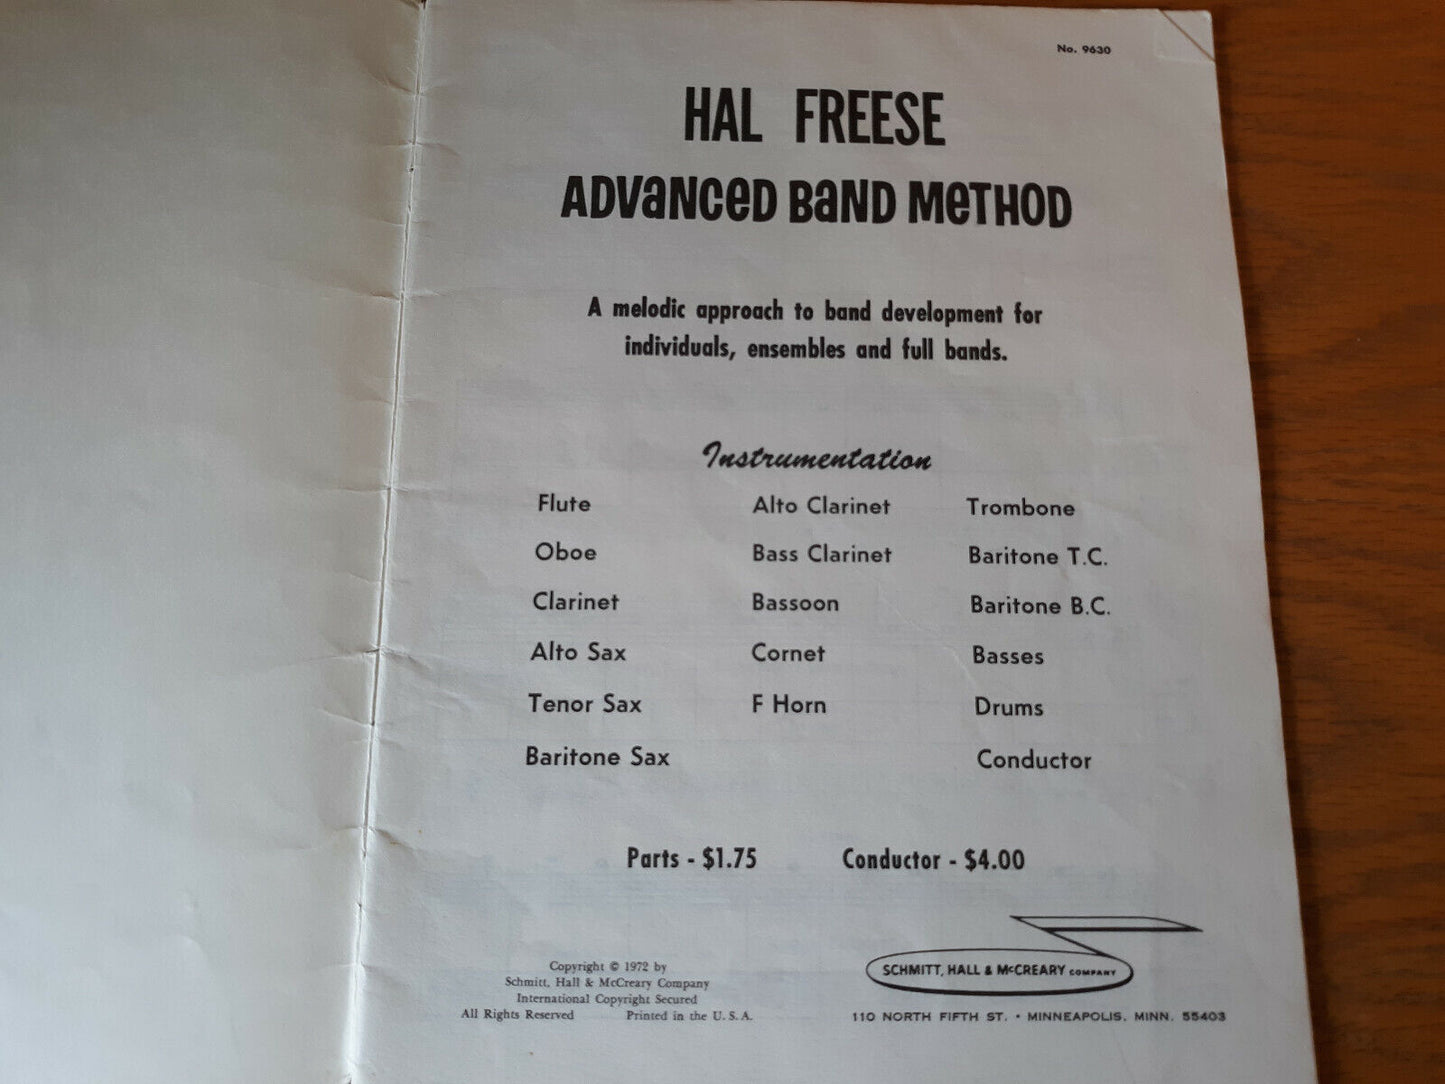 No. 9630
HAL FREESE
ADVaNCeD BaND MeTHOD
A melodic approach to band development for
individuals, ensembles and full bands.
Instrumentation
Flute
Oboe
Clarinet
Alto Sax
Tenor Sax
Baritone Sax
Alto Clarinet
Bass Clarinet
Bassoon
Cornet
F Horn
Trombone
Baritone T.C.
Baritone B.C.
Basses
Drums
Conductor
Parts - $1.75 Conductor - $4.00
Copyright © 1972 by
Schmitt, Hall & McCreary Company
International Copyright Secured
All Rights Reserved Printed in the U. S. A.
SCHMITT, HALL & McCREARY COMPANY
110 NORTH FIFTH ST. • MINNEAPOLIS, MINN. 55403